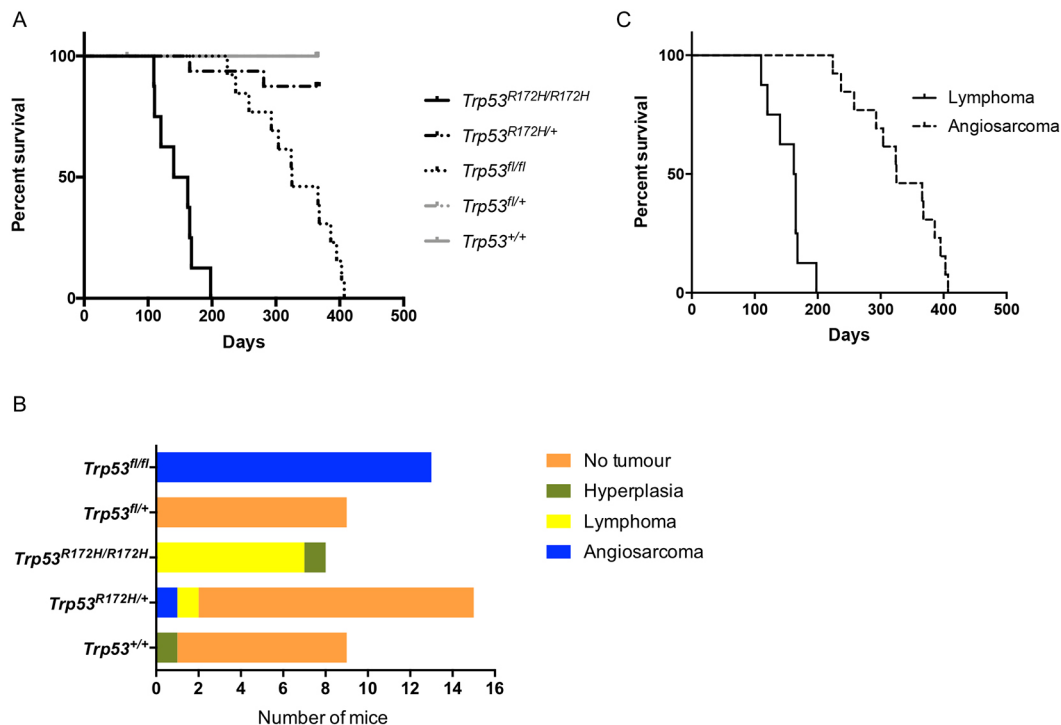 A
Percent survival
100
50
0
0 100 200 300 400 500
Days
Trp53R172H/R172H
Trp53R172H/+
Trp53fl/fl
Trp53fl/+
Trp53+/+
C
Percent survival
100
50
0
0 100 200 300 400 500
Days
Lymphoma
Angiosarcoma
B
Trp53fl/fl
Trp53fl/+
Trp53R172H/R172H
Trp53R172H/+
Trp53+/+
0 2 4 6 8 10 12 14 16
Number of mice
No tumour
Hyperplasia
Lymphoma
Angiosarcoma